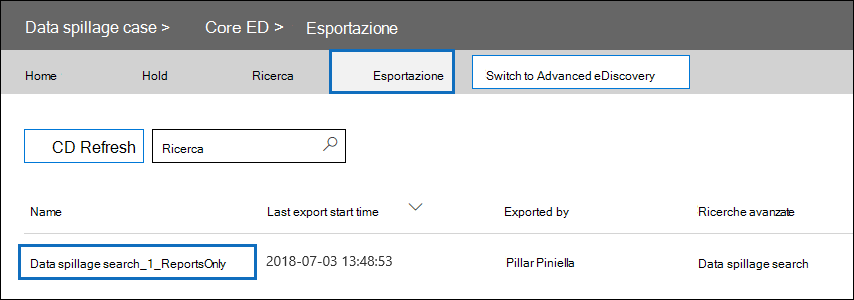 Data spillage case > Core ED > Esportazione
Home Hold Ricerca Esportazione Switch to Advanced eDiscovery
CD Refresh Ricerca
Name Last export start time Exported by Ricerche avanzate
Data spillage search_1_ReportsOnly 2018-07-03 13:48:53 Pillar Piniella Data spillage search